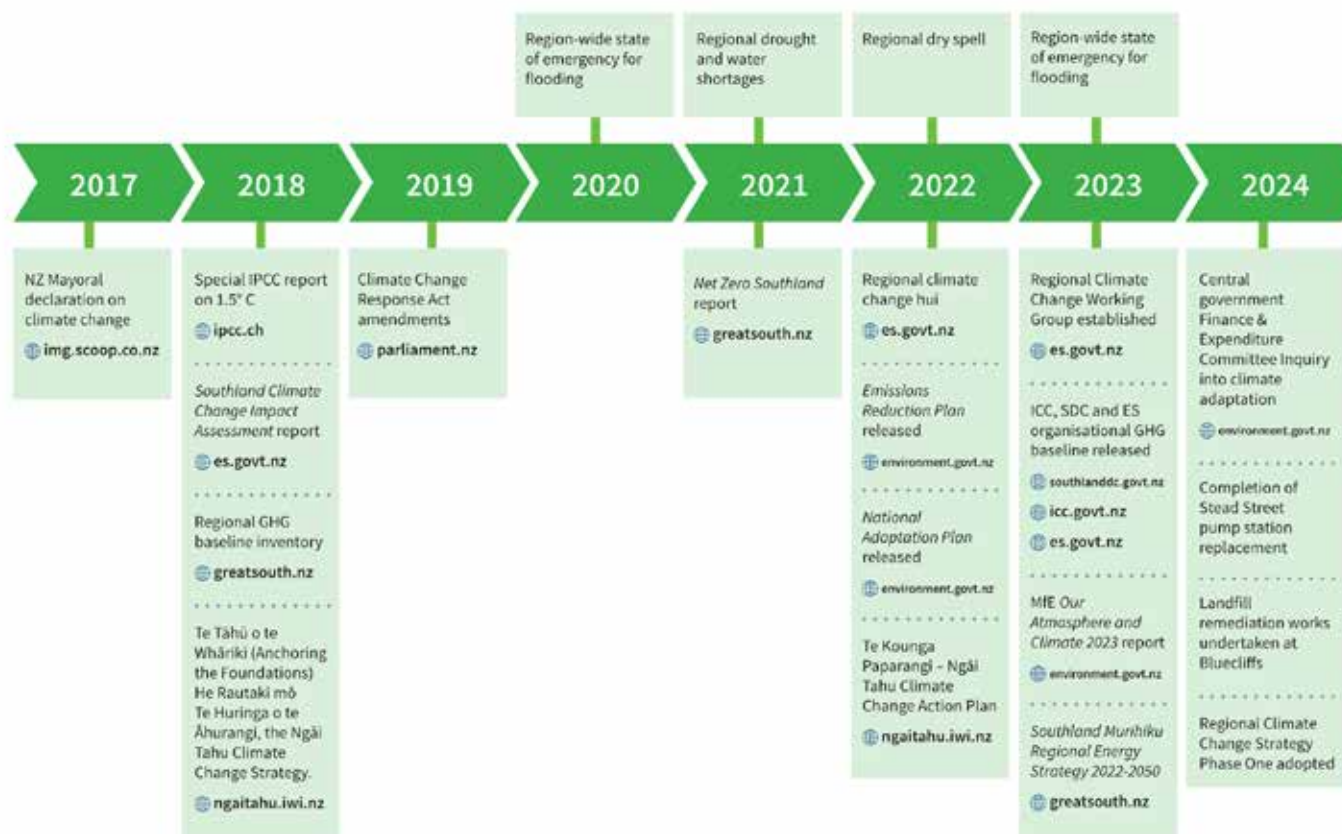 Region-wide state
of emergency for
flooding
Regional drought
and water
shortages
Regional dry spell
Region-wide state
of emergency for
flooding
2017
2018
2019
2020
2021
2022
2023
2024
NZ Mayoral
declaration on
climate change
img.scoop.co.nz
Special IPCC report
on 1.5° C
ipcc.ch
Southland Climate
Change Impact
Assessment report
es.govt.nz
Regional GHG
baseline inventory
greatsouth.nz
Te Tāhū o te
Whāriki (Anchoring
the Foundations)
He Rautaki mō
Te Huringa o te
Āhurangi, the Ngāi
Tahu Climate
Change Strategy.
ngaitahu.iwi.nz
Climate Change
Response Act
amendments
parliament.nz
Net Zero Southland
report
greatsouth.nz
Regional climate
change hui
es.govt.nz
Emissions
Reduction Plan
released
environment.govt.nz
National
Adaptation Plan
released
environment.govt.nz
Te Kounga
Paparangi – Ngāi
Tahu Climate
Change Action Plan
ngaitahu.iwi.nz
Regional Climate
Change Working
Group established
es.govt.nz
ICC, SDC and ES
organisational GHG
baseline released
southlanddc.govt.nz
icc.govt.nz
es.govt.nz
MfE Our
Atmosphere and
Climate 2023 report
environment.govt.nz
Southland Murihiku
Regional Energy
Strategy 2022-2050
greatsouth.nz
Central
government
Finance &
Expenditure
Committee Inquiry
into climate
adaptation
environment.govt.nz
Completion of
Stead Street
pump station
replacement
Landfill
remediation works
undertaken at
Bluecliffs
Regional Climate
Change Strategy
Phase One adopted